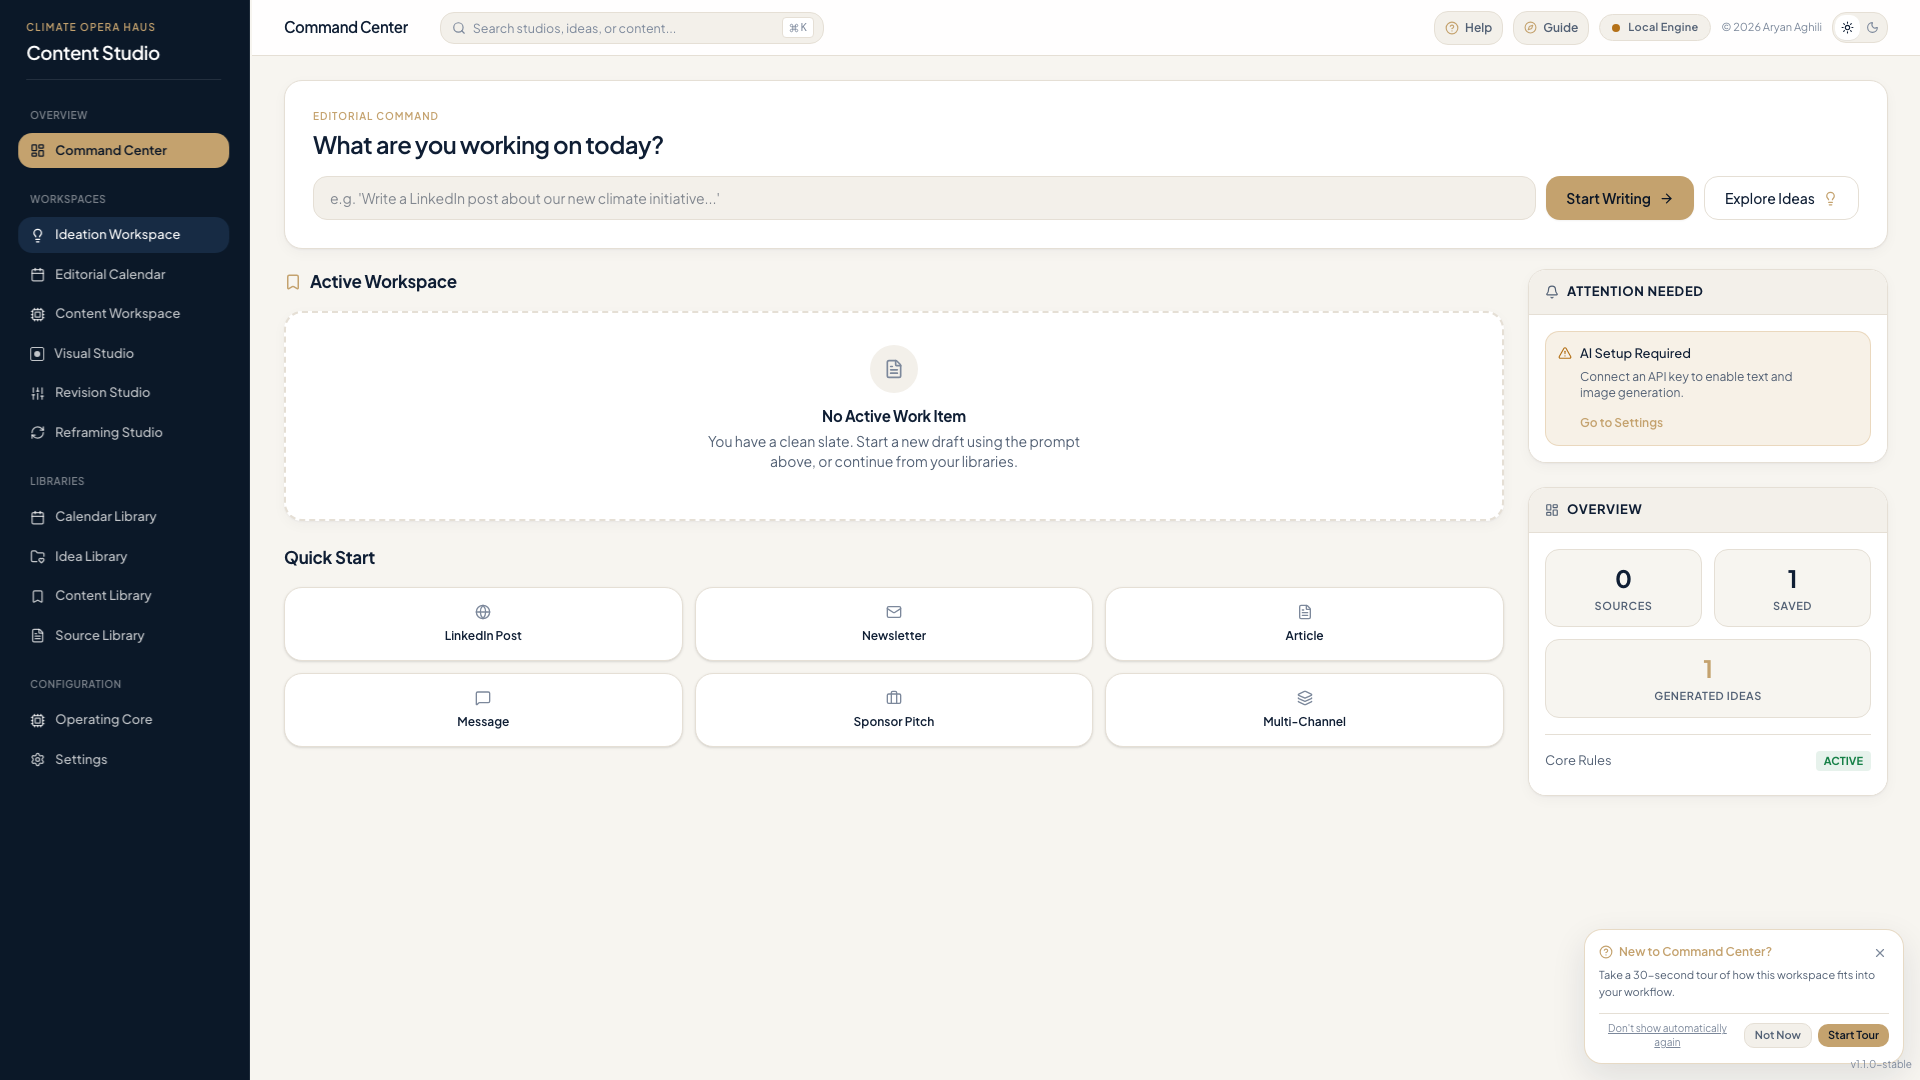 CLIMATE OPERA HAUS
Content Studio
OVERVIEW
Command Center
WORKSPACES
Ideation Workspace
Editorial Calendar
Content Workspace
Visual Studio
Revision Studio
Reframing Studio
LIBRARIES
Calendar Library
Idea Library
Content Library
Source Library
CONFIGURATION
Operating Core
Settings
Command Center
Search studios, ideas, or content...
⌘K
Help
Guide
Local Engine
© 2026 Aryan Aghili
EDITORIAL COMMAND
What are you working on today?
e.g. 'Write a LinkedIn post about our new climate initiative...'
Start Writing
Explore Ideas
Active Workspace
No Active Work Item
You have a clean slate. Start a new draft using the prompt
above, or continue from your libraries.
Quick Start
LinkedIn Post
Newsletter
Article
Message
Sponsor Pitch
Multi-Channel
ATTENTION NEEDED
AI Setup Required
Connect an API key to enable text and
image generation.
Go to Settings
OVERVIEW
0
SOURCES
1
SAVED
1
GENERATED IDEAS
Core Rules
ACTIVE
New to Command Center?
Take a 30-second tour of how this workspace fits into
your workflow.
Don't show automatically
again
Not Now
Start Tour
v1.1.0-stable